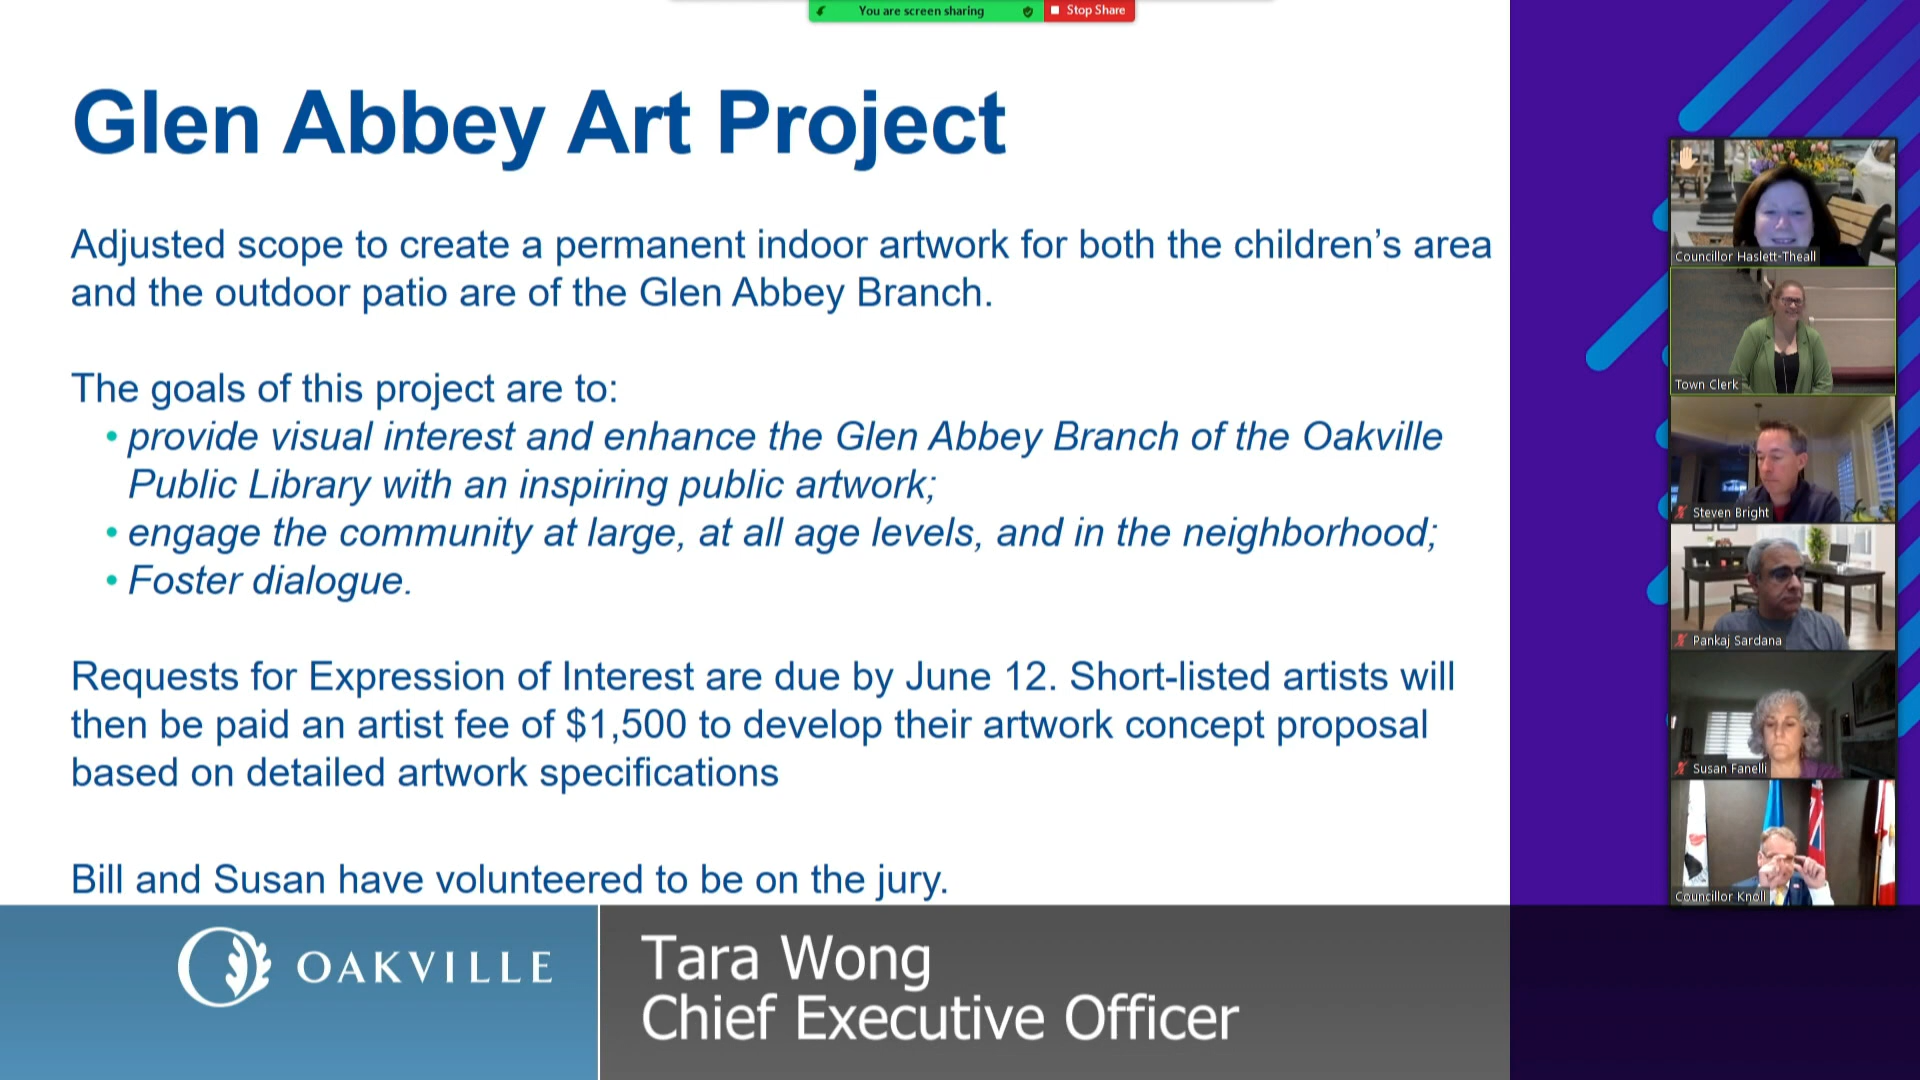 You are screen sharing
Stop Share
Glen Abbey Art Project
Adjusted scope to create a permanent indoor artwork for both the children’s area
and the outdoor patio are of the Glen Abbey Branch.
The goals of this project are to:
• provide visual interest and enhance the Glen Abbey Branch of the Oakville
Public Library with an inspiring public artwork;
• engage the community at large, at all age levels, and in the neighborhood;
• Foster dialogue.
Requests for Expression of Interest are due by June 12. Short-listed artists will
then be paid an artist fee of $1,500 to develop their artwork concept proposal
based on detailed artwork specifications
Bill and Susan have volunteered to be on the jury.
Councillor Haslett-Theall
Town Clerk
Steven Bright
Pankaj Sardana
Susan Fanelli
Councillor Knoll
OAKVILLE
Tara Wong
Chief Executive Officer